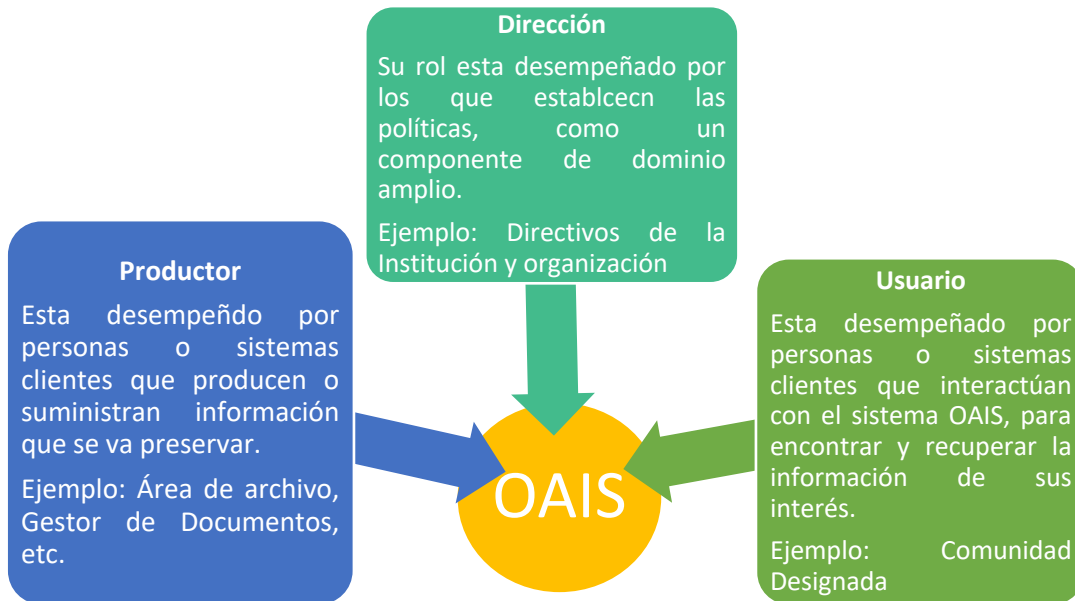 Dirección
Su rol esta desempeñado por
los que establcecn las
políticas, como un
componente de dominio
amplio.
Ejemplo: Directivos de la
Institución y organización
Productor
Esta desempeñdo por
personas o sistemas
clientes que producen o
suministran información
que se va preservar.
Ejemplo: Área de archivo,
Gestor de Documentos,
etc.
Usuario
Esta desempeñado por
personas o sistemas
clientes que interactúan
con el sistema OAIS, para
encontrar y recuperar la
información de sus
interés.
Ejemplo: Comunidad
Designada
OAIS